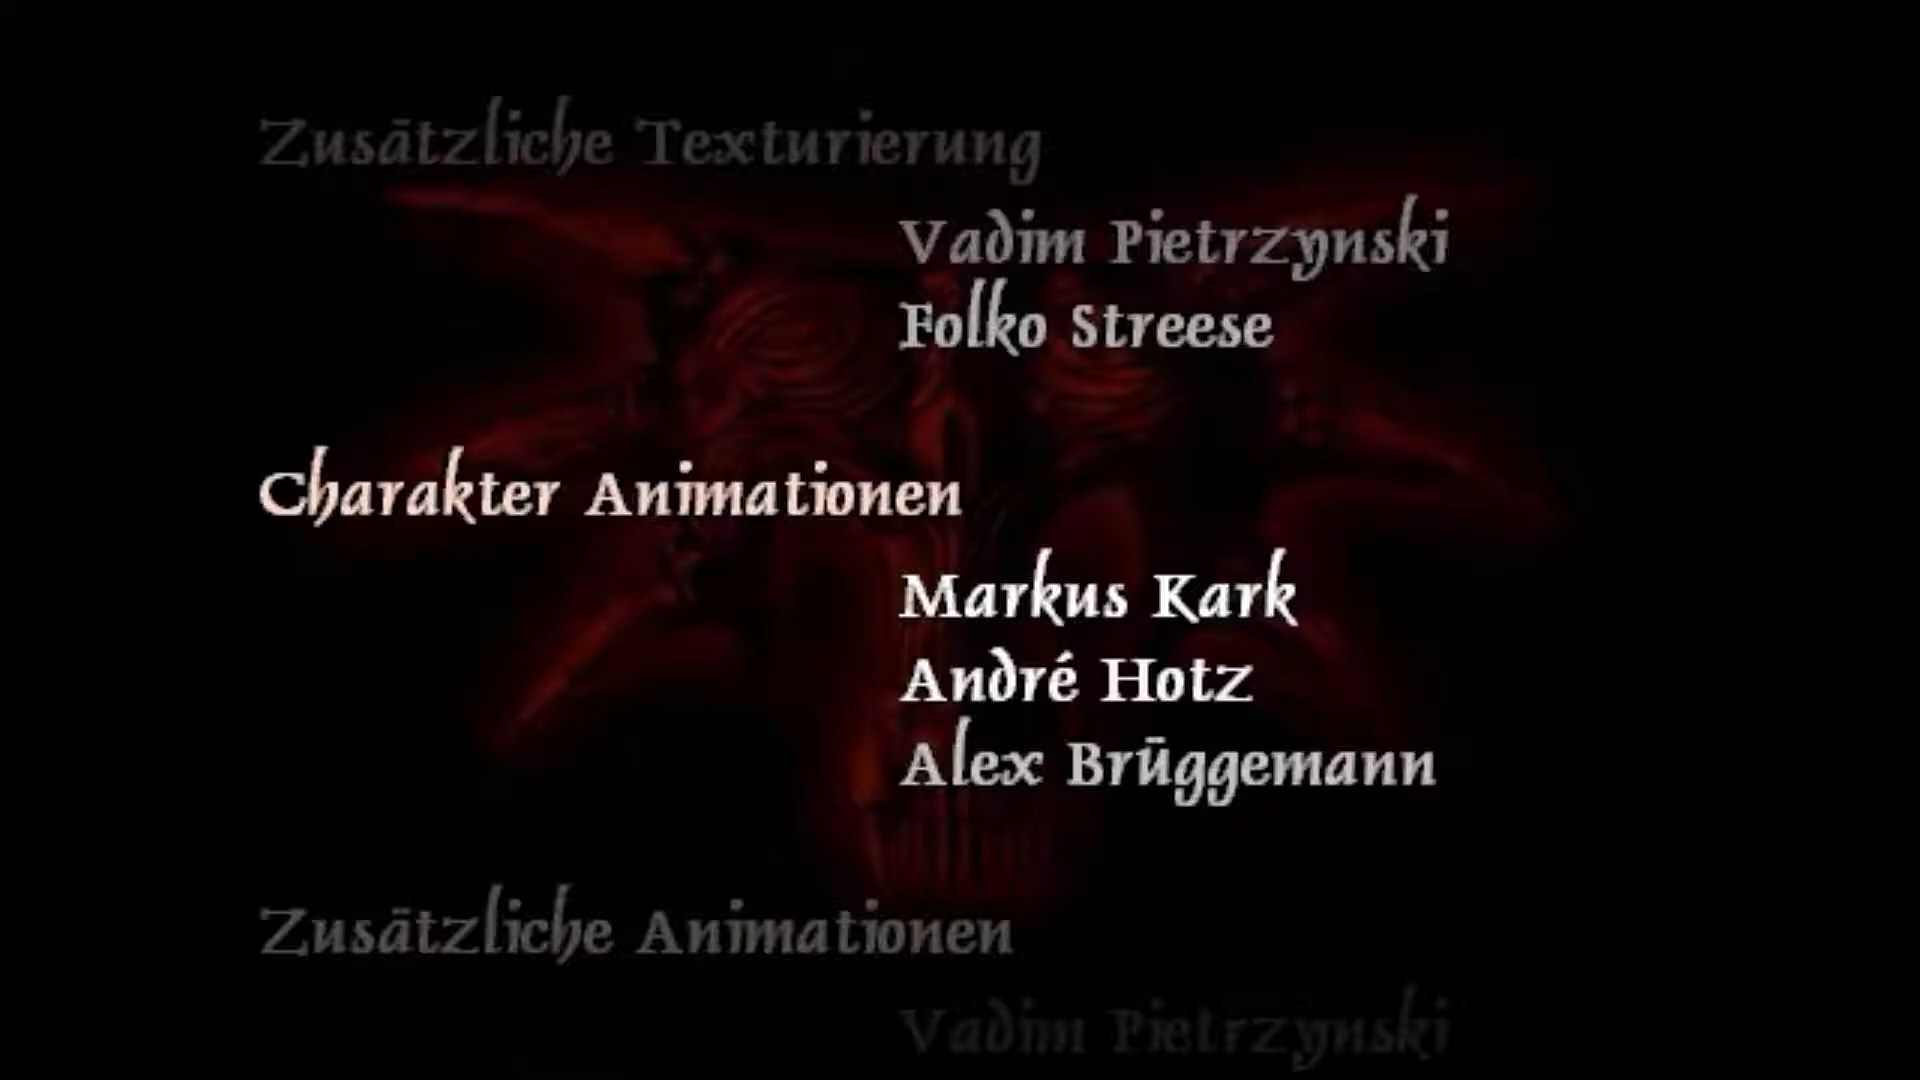 Zusätzliche Texturierung
Vadim Pietrzynski
Folko Streese
Charakter Animationen
Markus Kark
André Hotz
Alex Brüggemann
Zusätzliche Animationen
Vadim Pietrzynski